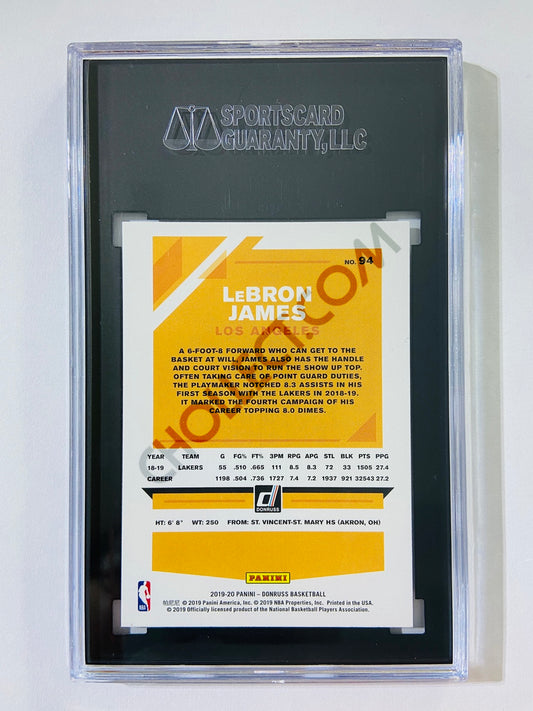 SPORTSCARD
GUARANTY, LLC
NO. 94
LEBRON
JAMES
LOS ANGELES
A 6-FOOT-8 FORWARD WHO CAN GET TO THE
BASKET AT WILL, JAMES ALSO HAS THE HANDLE
AND COURT VISION TO RUN THE SHOW UP TOP.
OFTEN TAKING CARE OF POINT GUARD DUTIES,
THE PLAYMAKER NOTCHED 8.3 ASSISTS IN HIS
FIRST SEASON WITH THE LAKERS IN 2018-19.
IT MARKED THE FOURTH CAMPAIGN OF HIS
CAREER TOPPING 8.0 DIMES.
YEAR TEAM G FG% FT% 3PM RPG APG STL BLK PTS PPG
18-19 LAKERS 55 .510 .665 111 8.5 8.3 72 33 1505 27.4
CAREER 1198 .504 .736 1727 7.4 7.2 1937 921 32543 27.2
DONRUSS
HT: 6' 8" WT: 250 FROM: ST. VINCENT-ST. MARY HS (AKRON, OH)
PANINI
2019-20 PANINI – DONRUSS BASKETBALL
帕尼尼 © 2019 Panini America, Inc. © 2019 NBA Properties, Inc. Printed in the USA.
© 2019 Officially licensed product of the National Basketball Players Association.
NBA